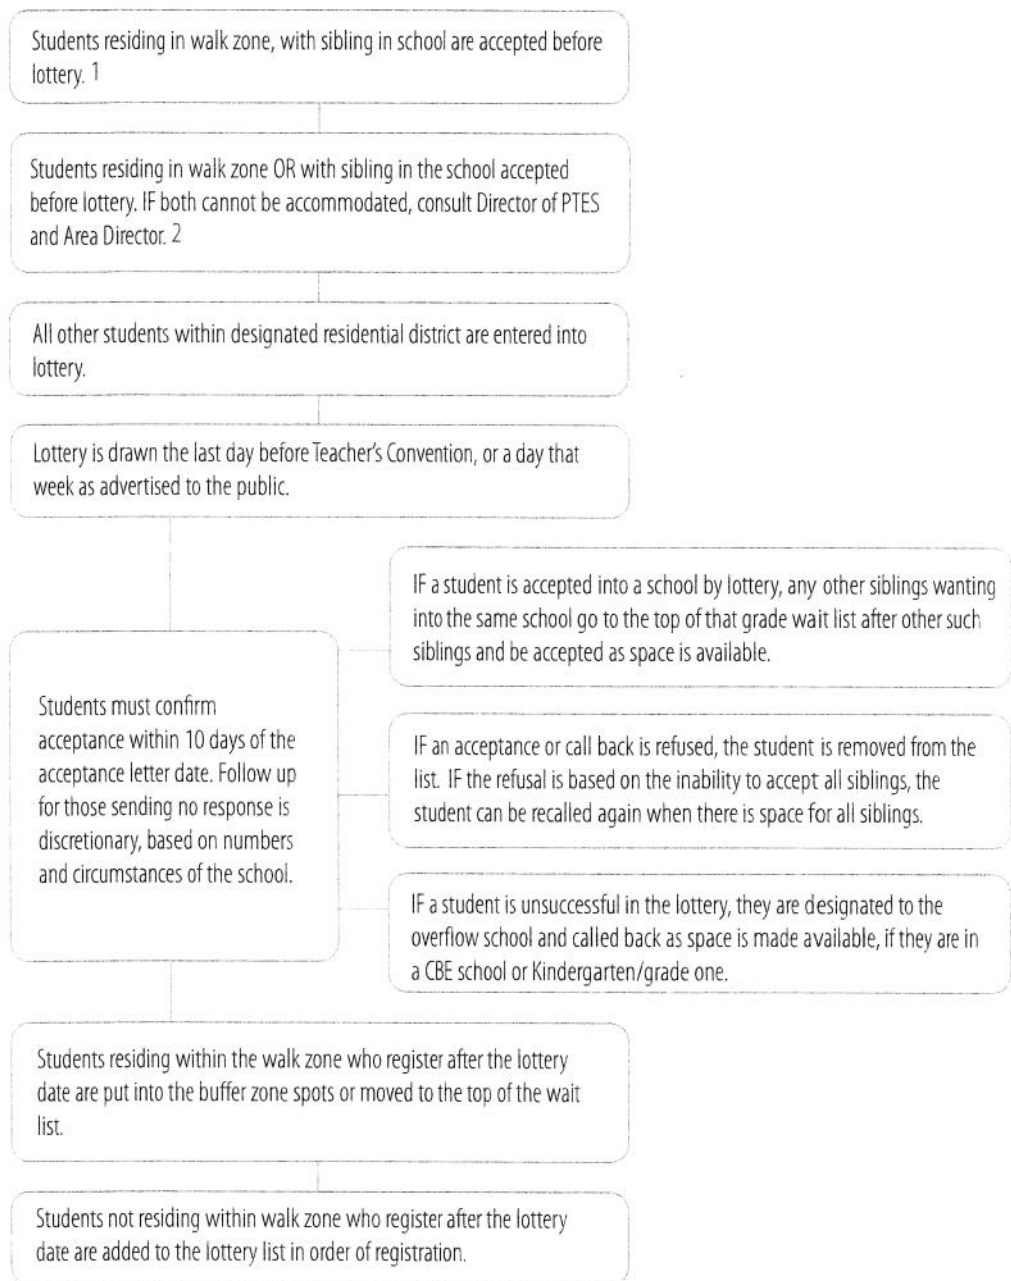 Students residing in walk zone, with sibling in school are accepted before
lottery. 1
Students residing in walk zone OR with sibling in the school accepted
before lottery. IF both cannot be accommodated, consult Director of PTES
and Area Director. 2
All other students within designated residential district are entered into
lottery.
Lottery is drawn the last day before Teacher's Convention, or a day that
week as advertised to the public.
IF a student is accepted into a school by lottery, any other siblings wanting
into the same school go to the top of that grade wait list after other such
siblings and be accepted as space is available.
Students must confirm
acceptance within 10 days of the
acceptance letter date. Follow up
for those sending no response is
discretionary, based on numbers
and circumstances of the school.
IF an acceptance or call back is refused, the student is removed from the
list. IF the refusal is based on the inability to accept all siblings, the
student can be recalled again when there is space for all siblings.
IF a student is unsuccessful in the lottery, they are designated to the
overflow school and called back as space is made available, if they are in
a CBE school or Kindergarten/grade one.
Students residing within the walk zone who register after the lottery
date are put into the buffer zone spots or moved to the top of the wait
list.
Students not residing within walk zone who register after the lottery
date are added to the lottery list in order of registration.